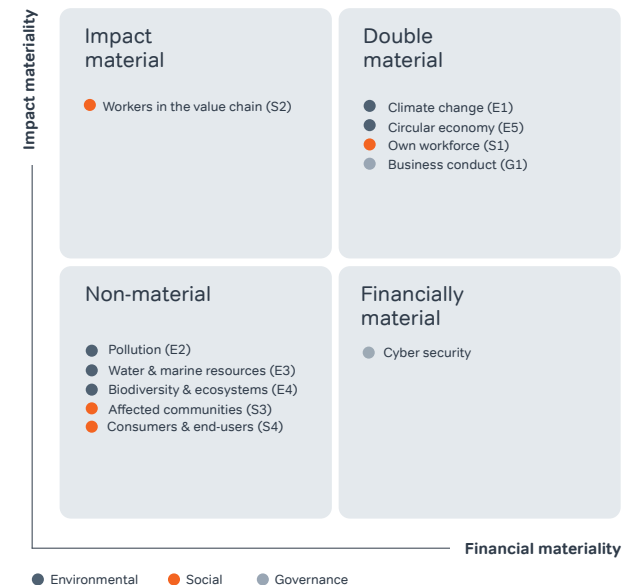 Impact materiality
Impact
material
Workers in the value chain (S2)
Double
material
Climate change (E1)
Circular economy (E5)
Own workforce (S1)
Business conduct (G1)
Non-material
Pollution (E2)
Water & marine resources (E3)
Biodiversity & ecosystems (E4)
Affected communities (S3)
Consumers & end-users (S4)
Financially
material
Cyber security
Financial materiality
Environmental
Social
Governance